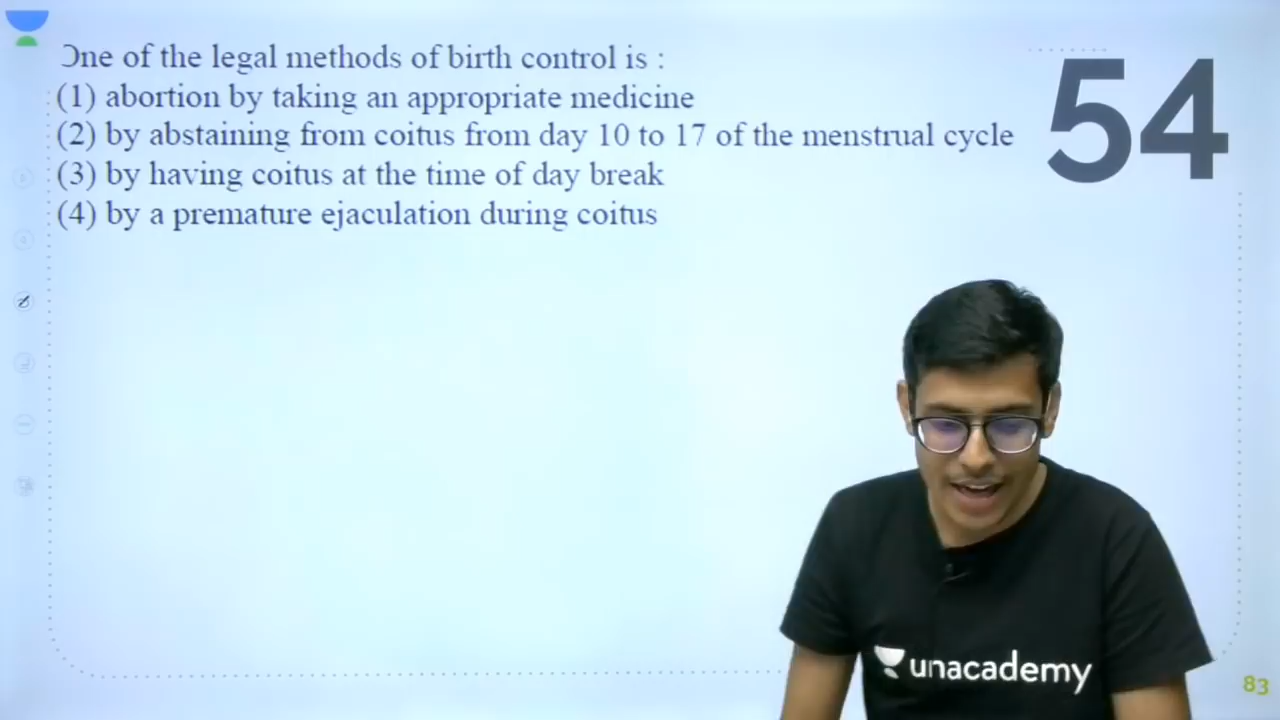 One of the legal methods of birth control is :
(1) abortion by taking an appropriate medicine
(2) by abstaining from coitus from day 10 to 17 of the menstrual cycle
(3) by having coitus at the time of day break
(4) by a premature ejaculation during coitus
54
unacademy
83